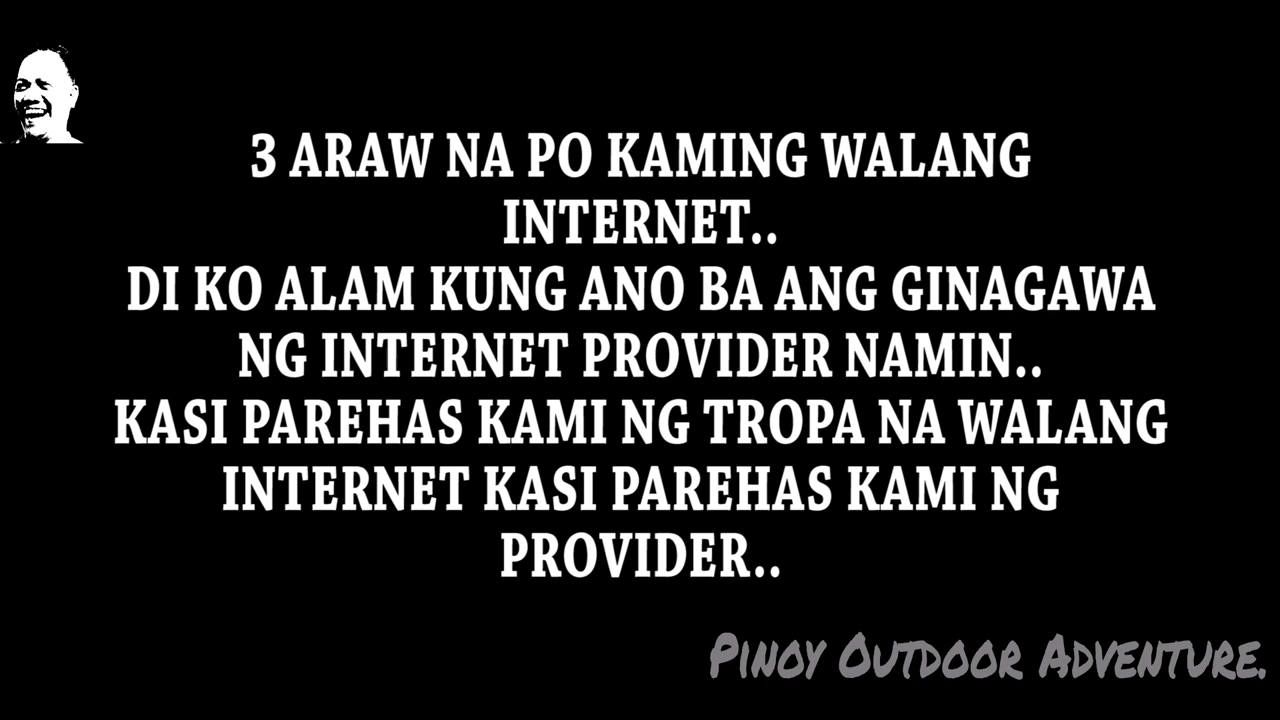 3 ARAW NA PO KAMING WALANG
INTERNET..
DI KO ALAM KUNG ANO BA ANG GINAGAWA
NG INTERNET PROVIDER NAMIN..
KASI PAREHAS KAMI NG TROPA NA WALANG
INTERNET KASI PAREHAS KAMI NG
PROVIDER..
PINOY OUTDOOR ADVENTURE.